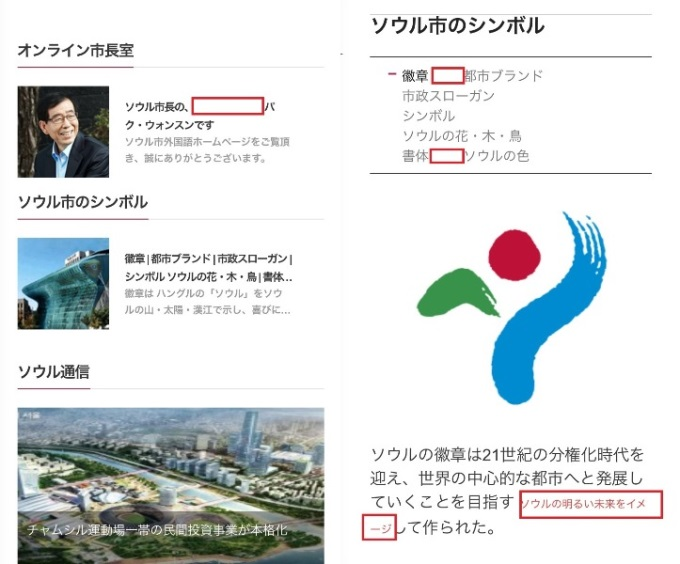 オンライン市長室
ソウル市長の、 パ
ク・ウォンスンです
ソウル市外国語ホームページをご覧頂
き、誠にありがとうございます。
ソウル市のシンボル
徽章 | 都市ブランド | 市政スローガン |
シンボル ソウルの花・木・鳥 | 書体...
徽章は ハングルの「ソウル」をソウ
ルの山・太陽・漢江で示し、喜びに...
ソウル通信
チャムシル運動場一帯の民間投資事業が本格化
ソウル市のシンボル
徽章 都市ブランド
市政スローガン
シンボル
ソウルの花・木・鳥
書体 ソウルの色
ソウルの徽章は21世紀の分権化時代を
迎え、世界の中心的な都市へと発展し
ていくことを目指す ソウルの明るい未来をイメ
ージして作られた。